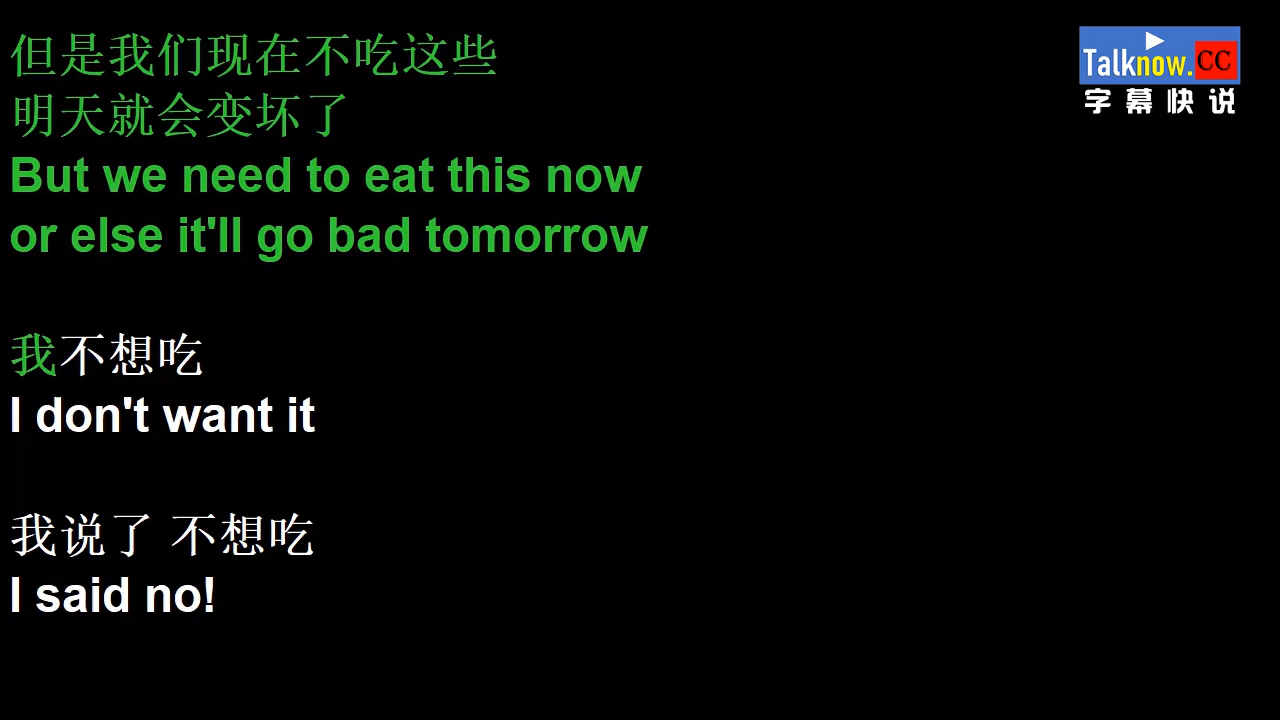 但是我们现在不吃这些
明天就会变坏了
But we need to eat this now
or else it'll go bad tomorrow
我不想吃
I don't want it
我说了 不想吃
I said no!
Talknow.CC
字幕快说